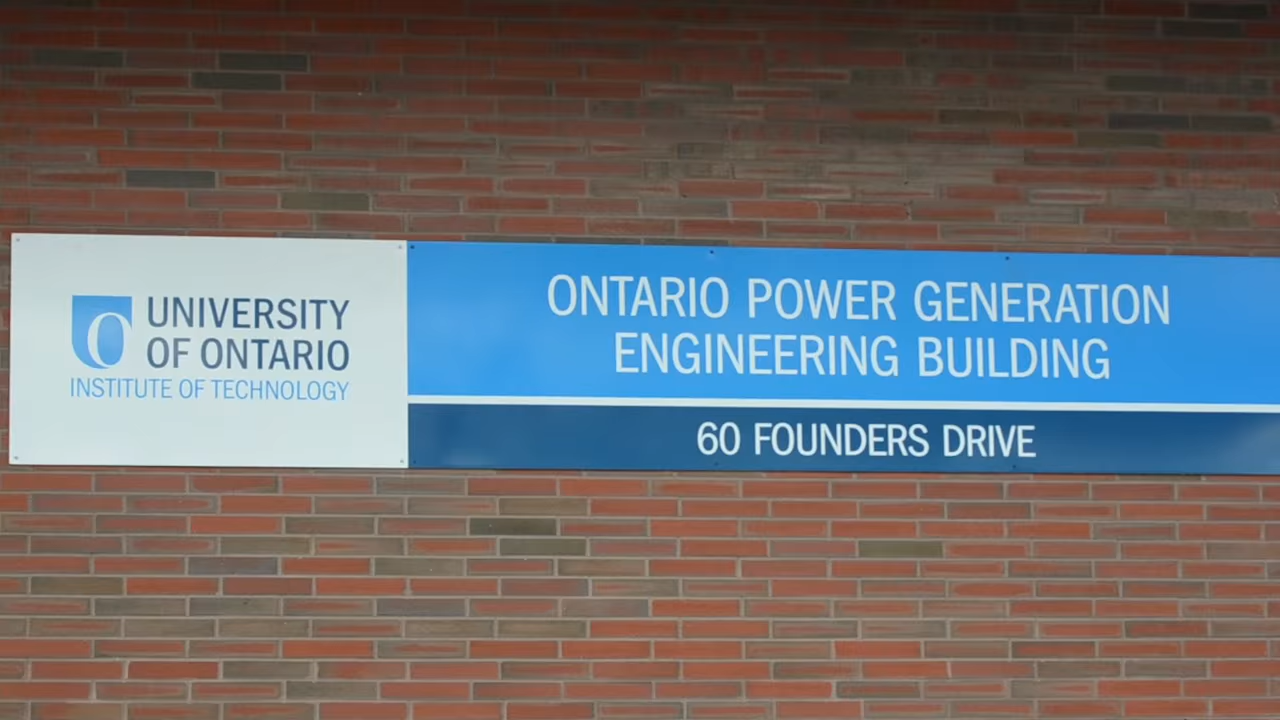 UNIVERSITY
OF ONTARIO
INSTITUTE OF TECHNOLOGY
ONTARIO POWER GENERATION
ENGINEERING BUILDING
60 FOUNDERS DRIVE